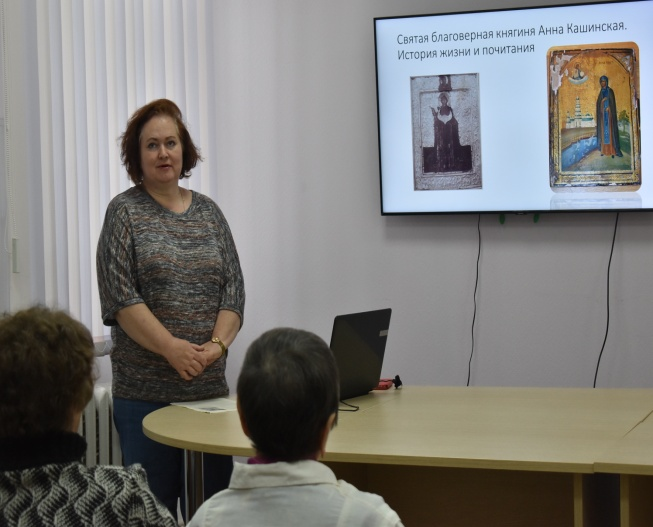 Святая благоверная княгиня Анна Кашинская.
История жизни и почитания